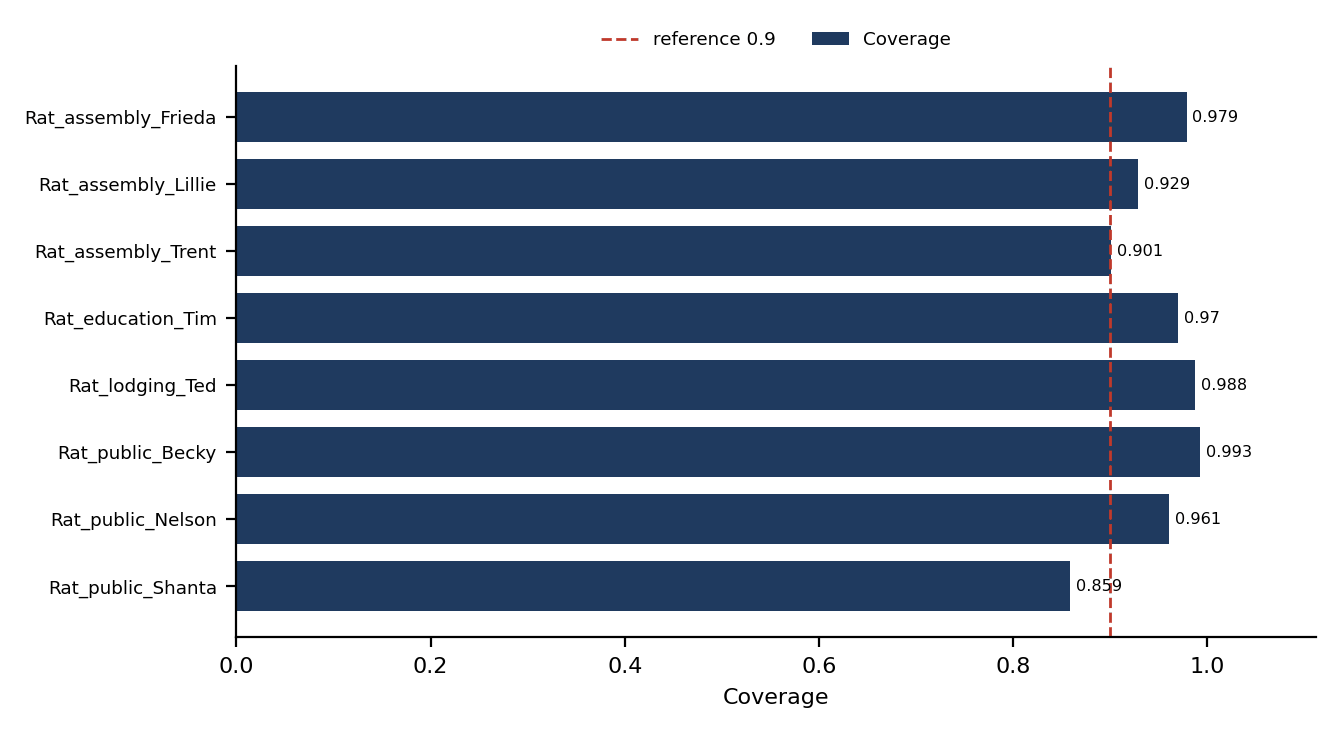 reference 0.9 Coverage
Rat_assembly_Frieda 0.979
Rat_assembly_Lillie 0.929
Rat_assembly_Trent 0.901
Rat_education_Tim 0.97
Rat_lodging_Ted 0.988
Rat_public_Becky 0.993
Rat_public_Nelson 0.961
Rat_public_Shanta 0.859
0.0 0.2 0.4 0.6 0.8 1.0
Coverage